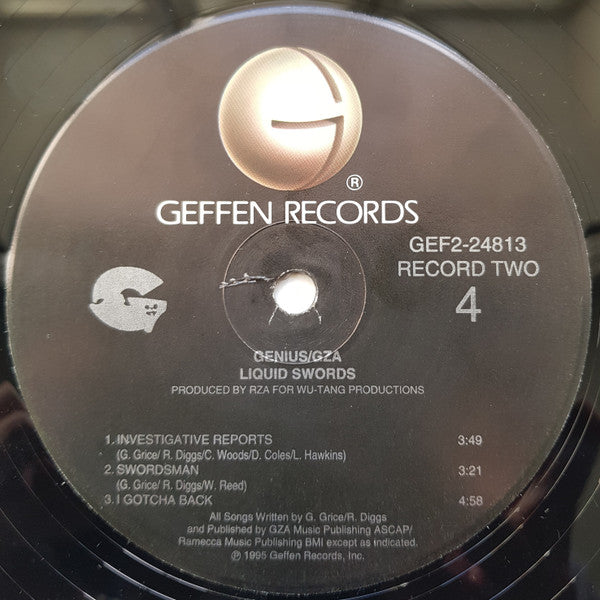 ®
GEFFEN RECORDS
GEF2-24813
RECORD TWO
4
GENIUS/GZA
LIQUID SWORDS
PRODUCED BY RZA FOR WU-TANG PRODUCTIONS
1. INVESTIGATIVE REPORTS 3:49
(G. Grice/ R. Diggs/C. Woods/D. Coles/L. Hawkins)
2. SWORDSMAN 3:21
(G. Grice/ R. Diggs/W. Reed)
3. I GOTCHA BACK 4:58
All Songs Written by G. Grice/R. Diggs
and Published by GZA Music Publishing ASCAP/
Ramecca Music Publishing BMI except as indicated.
℗ 1995 Geffen Records, Inc.